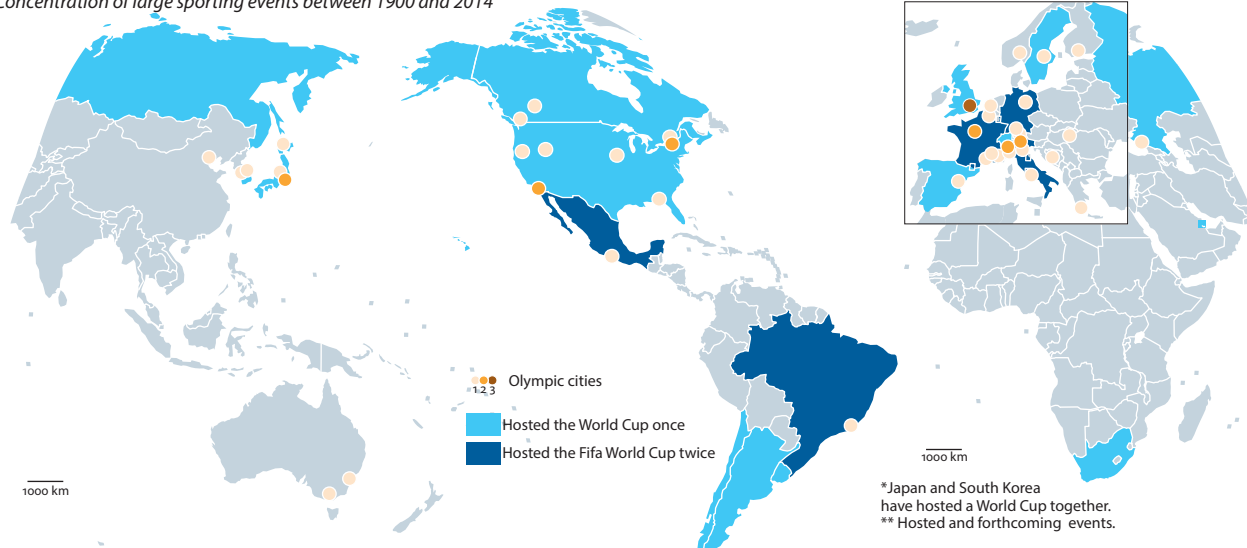 Concentration of large sporting events between 1900 and 2014
1 2 3
Olympic cities
Hosted the World Cup once
Hosted the Fifa World Cup twice
1000 km
1000 km
*Japan and South Korea
have hosted a World Cup together.
** Hosted and forthcoming events.